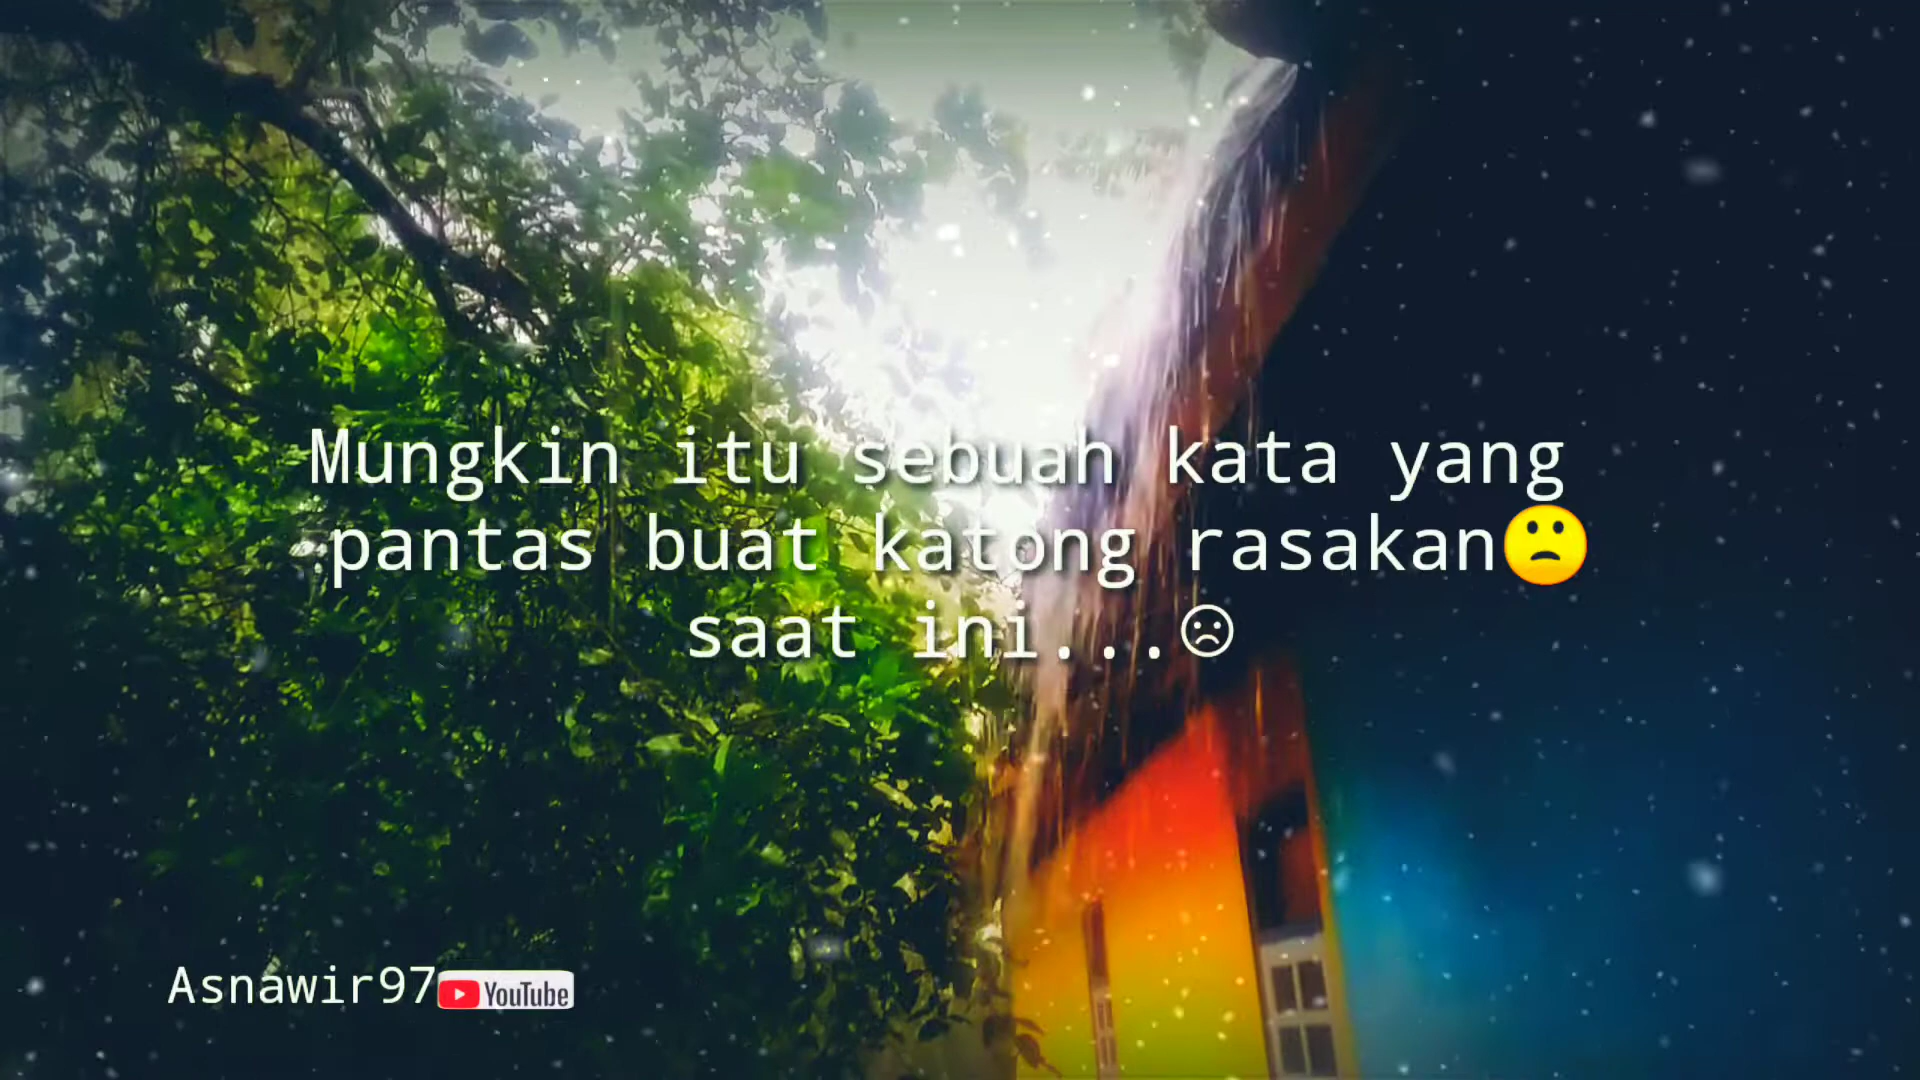 Mungkin itu sebuah kata yang
pantas buat katong rasakan🙁
saat ini...☹
Asnawir97 YouTube